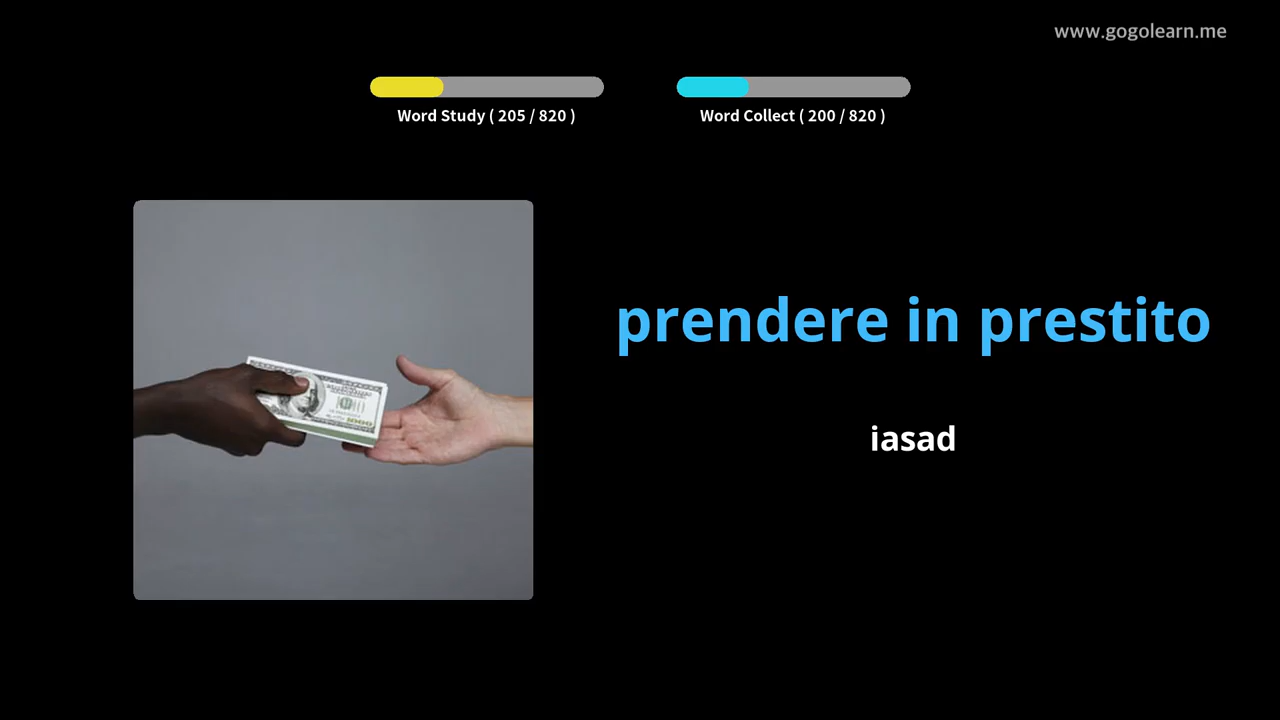 www.gogolearn.me
Word Study ( 205 / 820 )
Word Collect ( 200 / 820 )
prendere in prestito
iasad